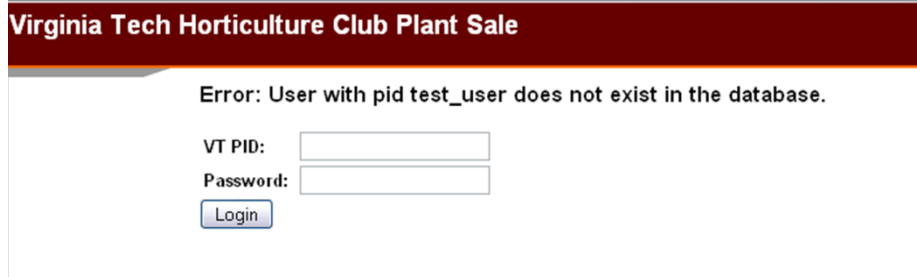 Virginia Tech Horticulture Club Plant Sale
Error: User with pid test_user does not exist in the database.
VT PID:
Password:
Login